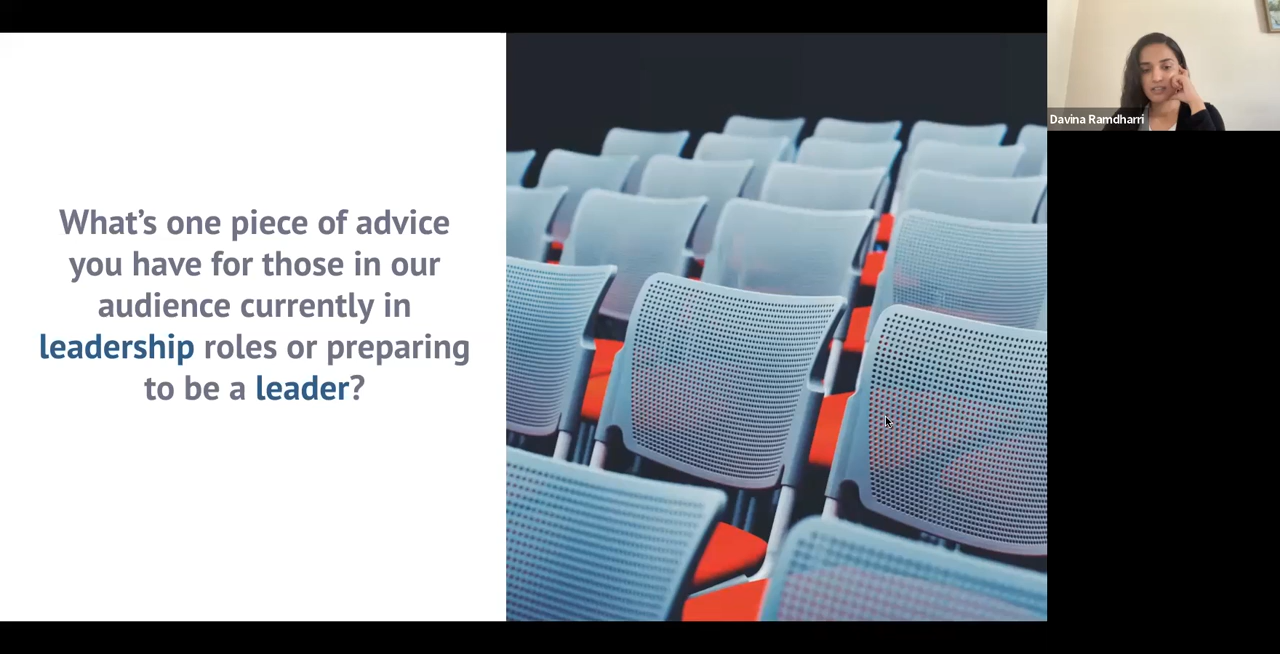 What's one piece of advice
you have for those in our
audience currently in
leadership roles or preparing
to be a leader?
Davina Ramdharri